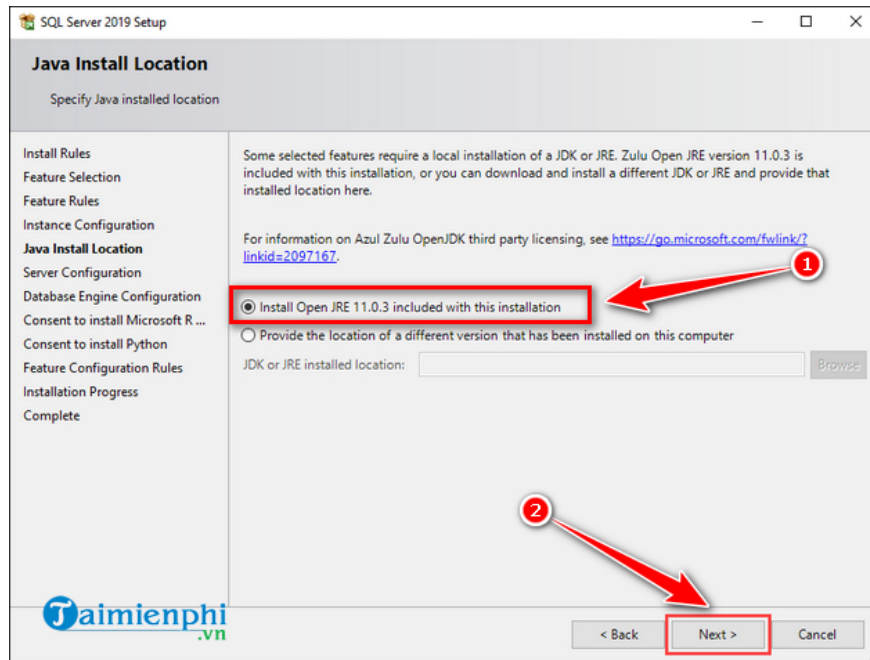 SQL Server 2019 Setup
Java Install Location
Specify Java installed location
Install Rules
Feature Selection
Feature Rules
Instance Configuration
Java Install Location
Server Configuration
Database Engine Configuration
Consent to install Microsoft R ...
Consent to install Python
Feature Configuration Rules
Installation Progress
Complete
Some selected features require a local installation of a JDK or JRE. Zulu Open JRE version 11.0.3 is
included with this installation, or you can download and install a different JDK or JRE and provide that
installed location here.
For information on Azul Zulu OpenJDK third party licensing, see https://go.microsoft.com/fwlink/?
linkid=2097167.
1
Install Open JRE 11.0.3 included with this installation
Provide the location of a different version that has been installed on this computer
JDK or JRE installed location:
Browse
2
Taimienphi
.vn
< Back
Next >
Cancel